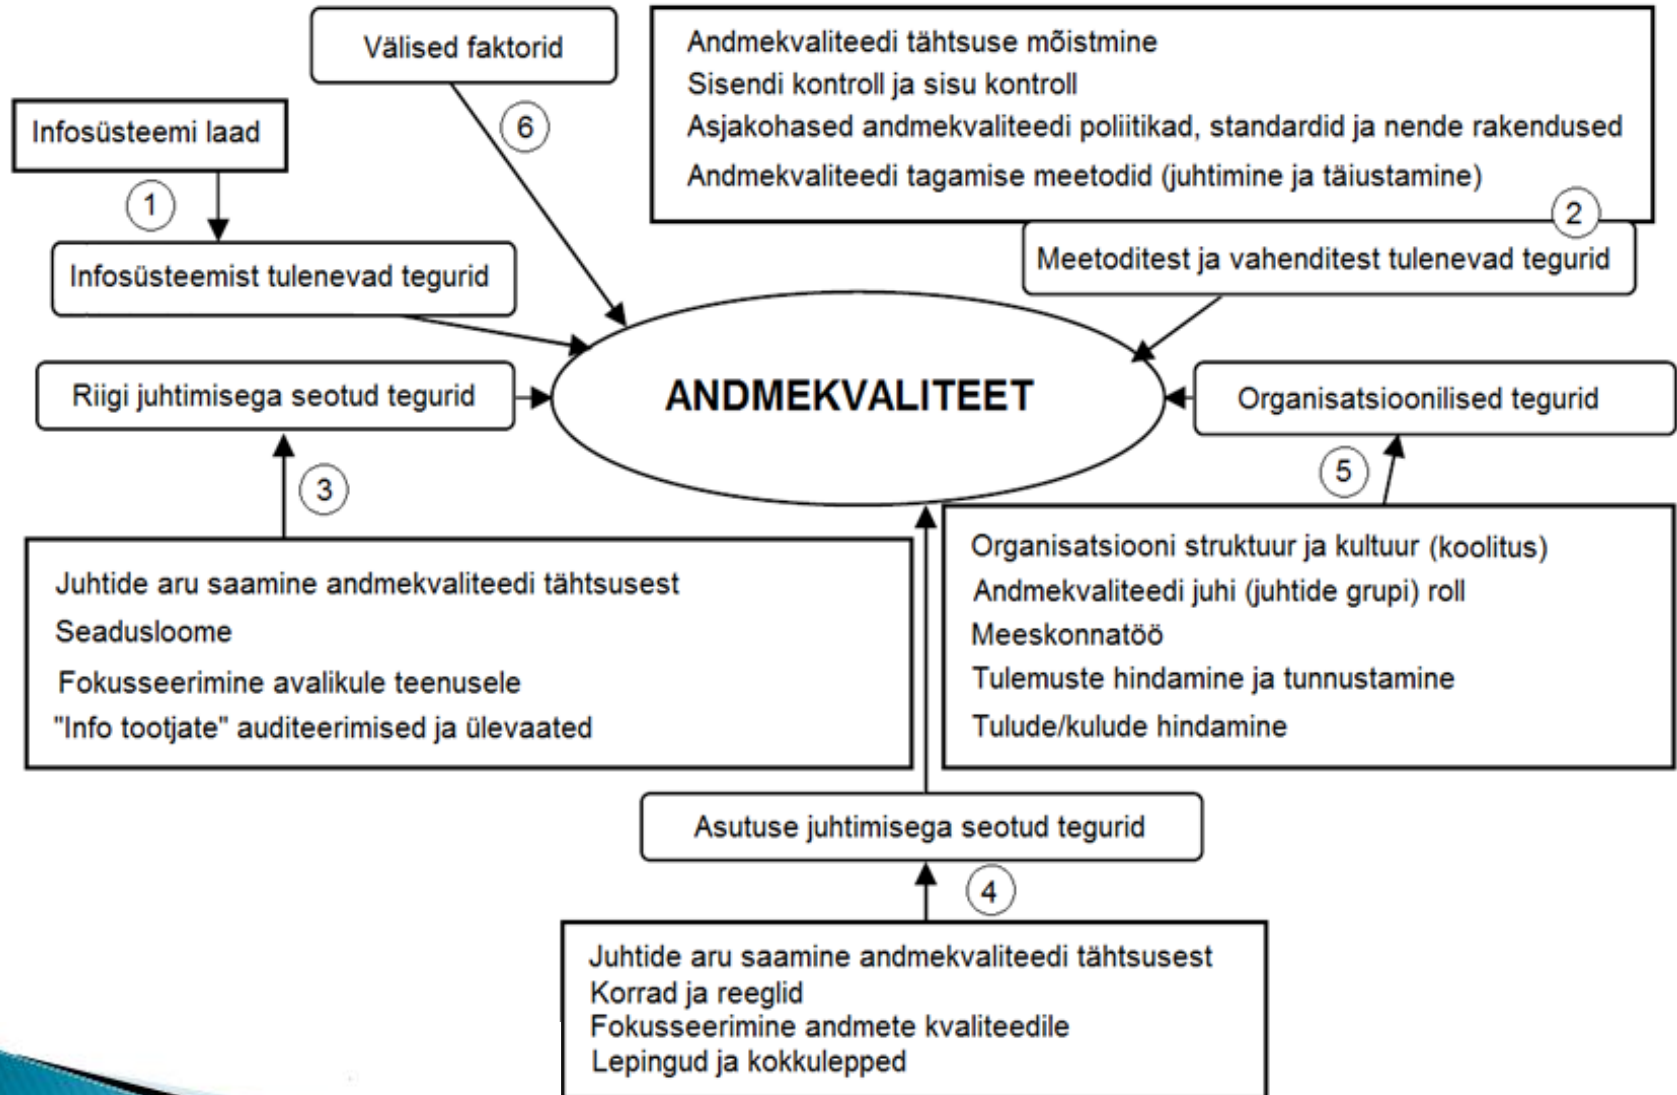 Välised faktorid
6
Infosüsteemi laad
1
Infosüsteemist tulenevad tegurid
Andmekvaliteedi tähtsuse mõistmine
Sisendi kontroll ja sisu kontroll
Asjakohased andmekvaliteedi poliitikad, standardid ja nende rakendused
Andmekvaliteedi tagamise meetodid (juhtimine ja täiustamine)
2
Meetoditest ja vahenditest tulenevad tegurid
Riigi juhtimisega seotud tegurid
ANDMEKVALITEET
Organisatsioonilised tegurid
3
5
Juhtide aru saamine andmekvaliteedi tähtsusest
Seadusloome
Fokusseerimine avalikule teenusele
"Info tootjate" auditeerimised ja ülevaated
Organisatsiooni struktuur ja kultuur (koolitus)
Andmekvaliteedi juhi (juhtide grupi) roll
Meeskonnatöö
Tulemuste hindamine ja tunnustamine
Tulude/kulude hindamine
Asutuse juhtimisega seotud tegurid
4
Juhtide aru saamine andmekvaliteedi tähtsusest
Korrad ja reeglid
Fokusseerimine andmete kvaliteedile
Lepingud ja kokkulepped